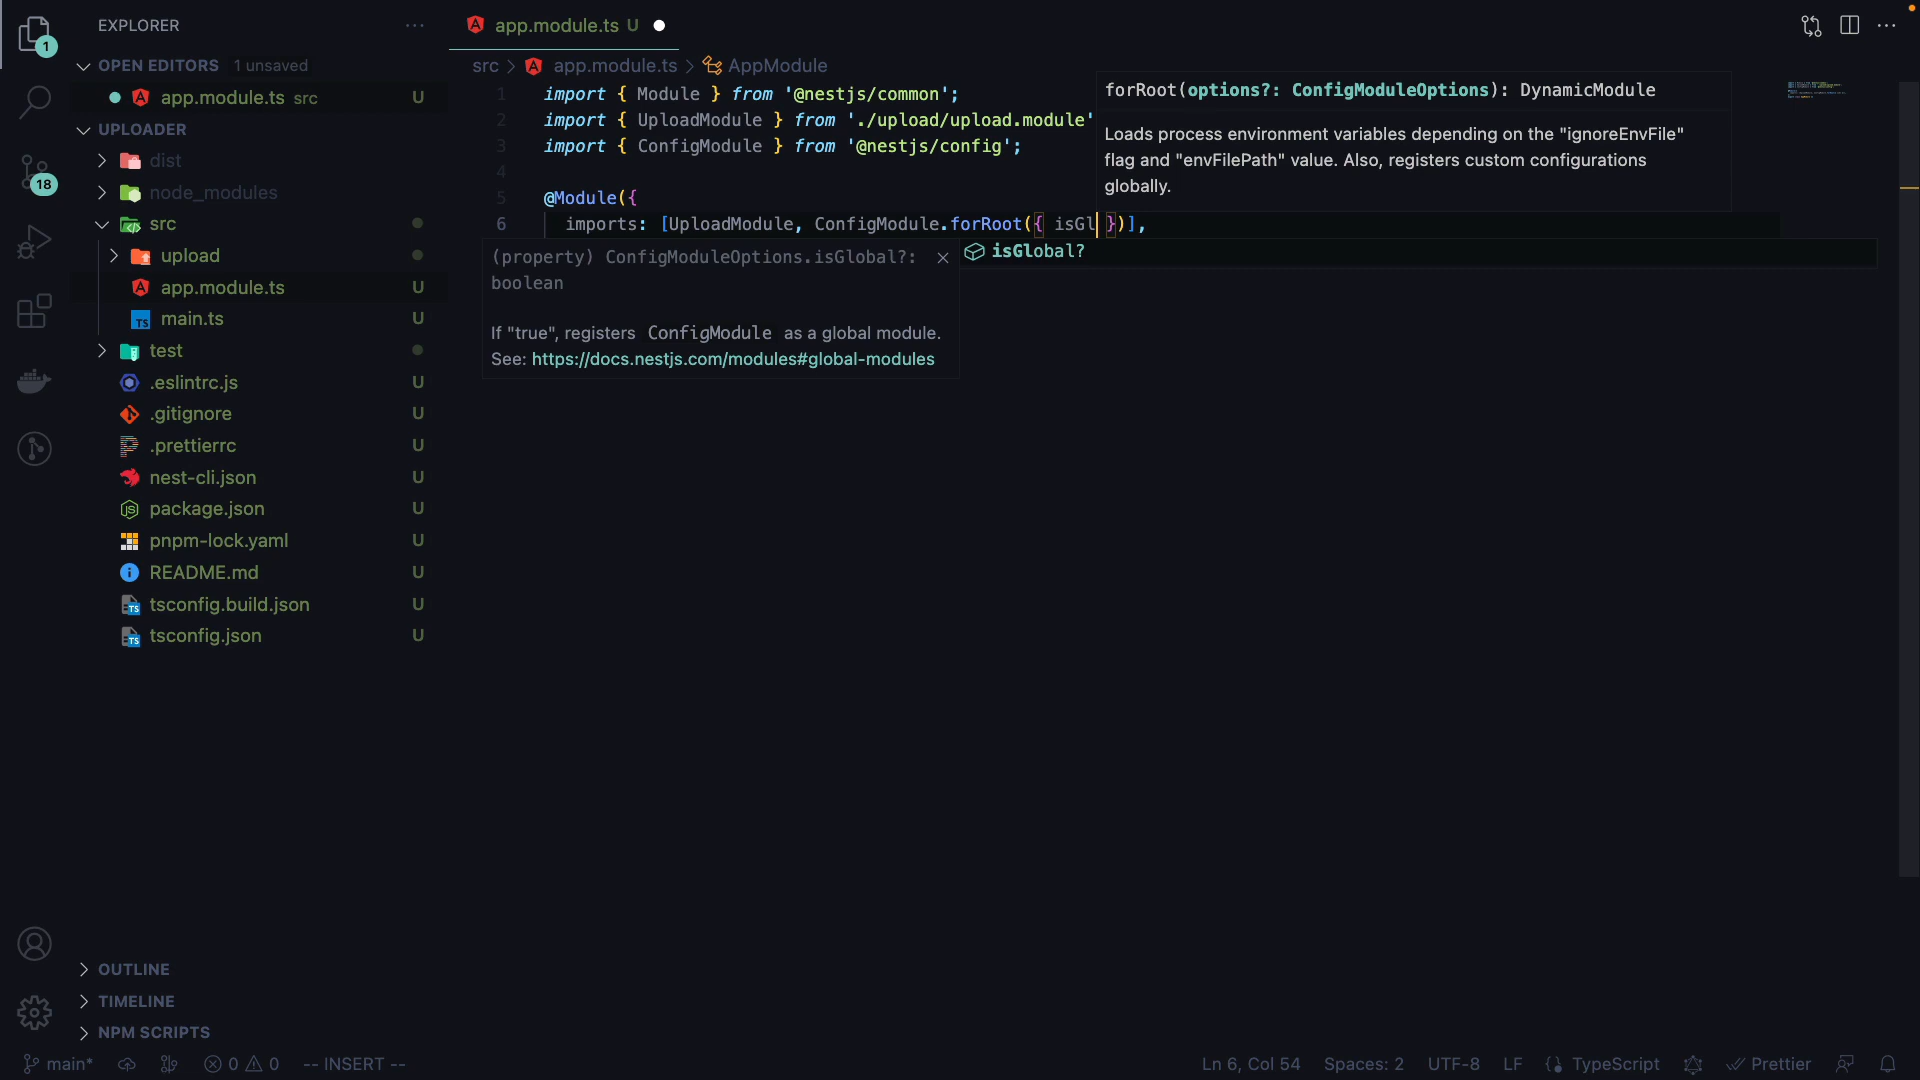 EXPLORER
1
OPEN EDITORS 1 unsaved
app.module.ts src U
UPLOADER
dist
node_modules
18
src
upload
app.module.ts U
main.ts U
test
.eslintrc.js U
.gitignore U
.prettierrc U
nest-cli.json U
package.json U
pnpm-lock.yaml U
README.md U
tsconfig.build.json U
tsconfig.json U
OUTLINE
TIMELINE
NPM SCRIPTS
app.module.ts U
src > app.module.ts > AppModule
1 import { Module } from '@nestjs/common';
2 import { UploadModule } from './upload/upload.module'
3 import { ConfigModule } from '@nestjs/config';
4
5 @Module({
6 imports: [UploadModule, ConfigModule.forRoot({ isGl })],
forRoot(options?: ConfigModuleOptions): DynamicModule
Loads process environment variables depending on the "ignoreEnvFile"
flag and "envFilePath" value. Also, registers custom configurations
globally.
isGlobal?
(property) ConfigModuleOptions.isGlobal?:
boolean
If "true", registers ConfigModule as a global module.
See: https://docs.nestjs.com/modules#global-modules
main* 0 0 -- INSERT -- Ln 6, Col 54 Spaces: 2 UTF-8 LF TypeScript Prettier